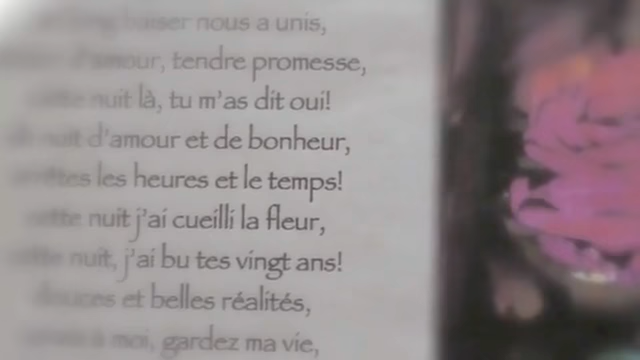 baiser nous a unis,
d'amour, tendre promesse,
nuit là, tu m'as dit oui!
nuit d'amour et de bonheur,
les heures et le temps!
cette nuit j'ai cueilli la fleur,
cette nuit, j'ai bu tes vingt ans!
douces et belles réalités,
moi, gardez ma vie,